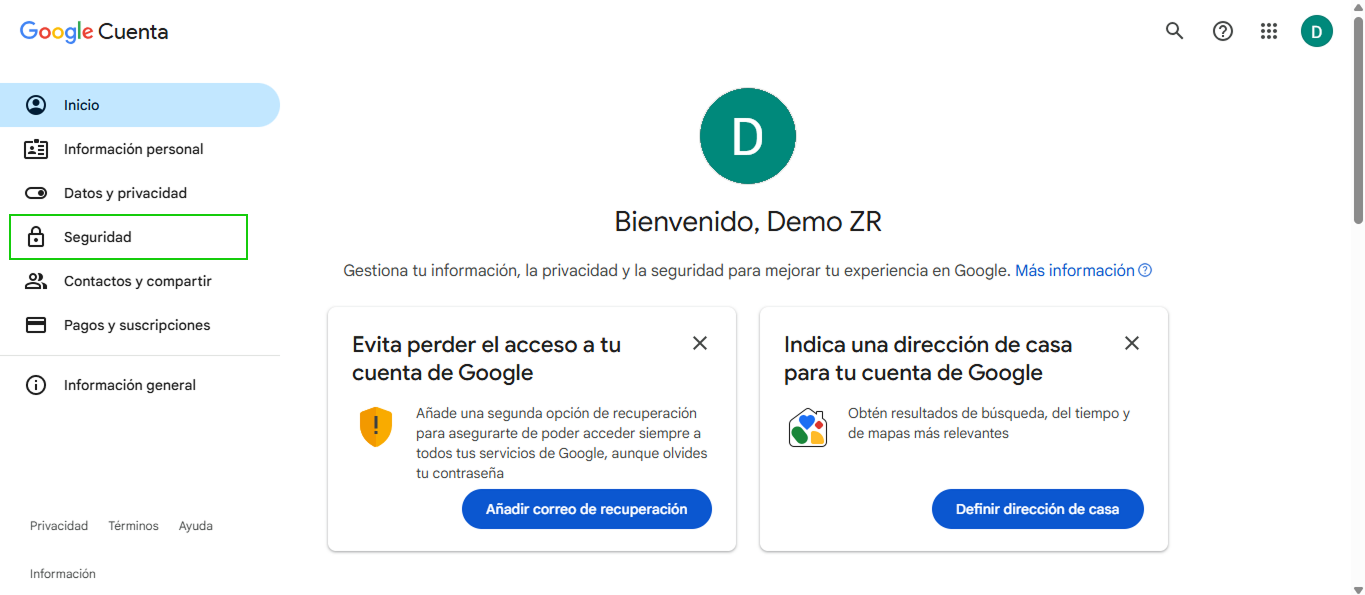 Google Cuenta
D
Inicio
Información personal
Datos y privacidad
Seguridad
Contactos y compartir
Pagos y suscripciones
Información general
Privacidad Términos Ayuda
Información
D
Bienvenido, Demo ZR
Gestiona tu información, la privacidad y la seguridad para mejorar tu experiencia en Google. Más información
Evita perder el acceso a tu
cuenta de Google
Añade una segunda opción de recuperación
para asegurarte de poder acceder siempre a
todos tus servicios de Google, aunque olvides
tu contraseña
Añadir correo de recuperación
Indica una dirección de casa
para tu cuenta de Google
Obtén resultados de búsqueda, del tiempo y
de mapas más relevantes
Definir dirección de casa